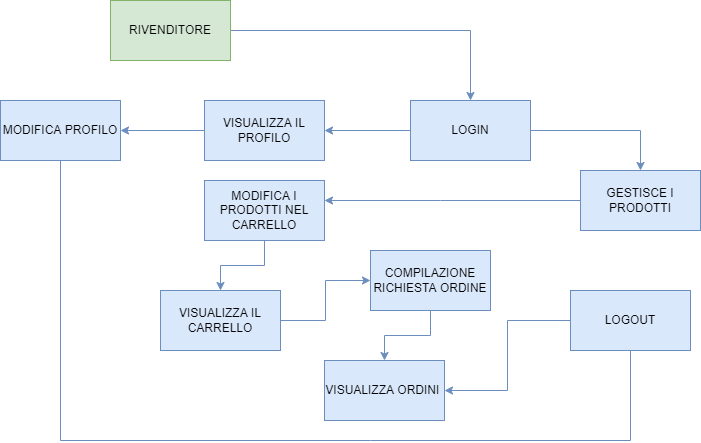 RIVENDITORE
MODIFICA PROFILO
VISUALIZZA IL
PROFILO
LOGIN
GESTISCE I
PRODOTTI
MODIFICA I
PRODOTTI NEL
CARRELLO
COMPILAZIONE
RICHIESTA ORDINE
VISUALIZZA IL
CARRELLO
LOGOUT
VISUALIZZA ORDINI